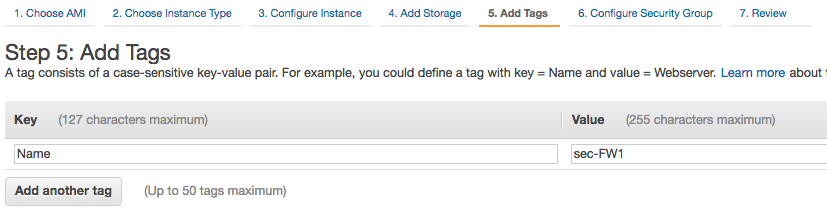 1. Choose AMI 2. Choose Instance Type 3. Configure Instance 4. Add Storage 5. Add Tags 6. Configure Security Group 7. Review
Step 5: Add Tags
A tag consists of a case-sensitive key-value pair. For example, you could define a tag with key = Name and value = Webserver. Learn more about
Key (127 characters maximum) Value (255 characters maximum)
Name sec-FW1
Add another tag (Up to 50 tags maximum)